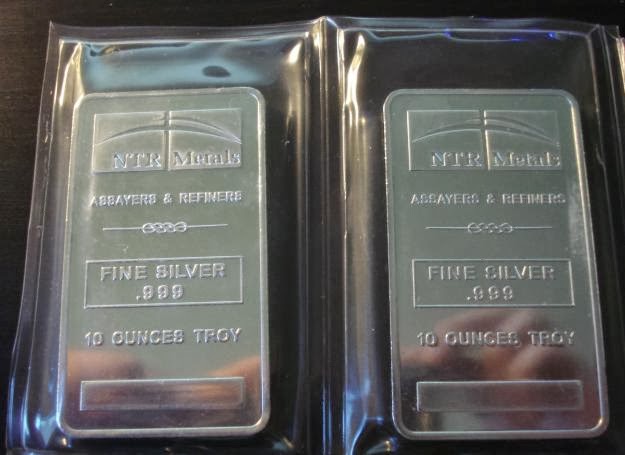 NTR Metals
ASSAYERS & REFINERS
FINE SILVER
.999
10 OUNCES TROY
NTR Metals
ASSAYERS & REFINERS
FINE SILVER
.999
10 OUNCES TROY